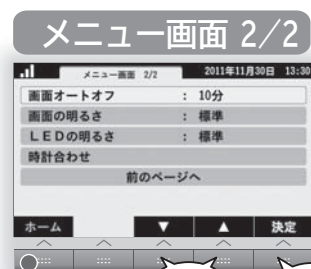 メニュー画面 2/2
メニュー画面 2/2 2011年11月30日 13:30
画面オートオフ : 10分
画面の明るさ : 標準
LEDの明るさ : 標準
時計合わせ
前のページへ
ホーム ▼ ▲ 決定